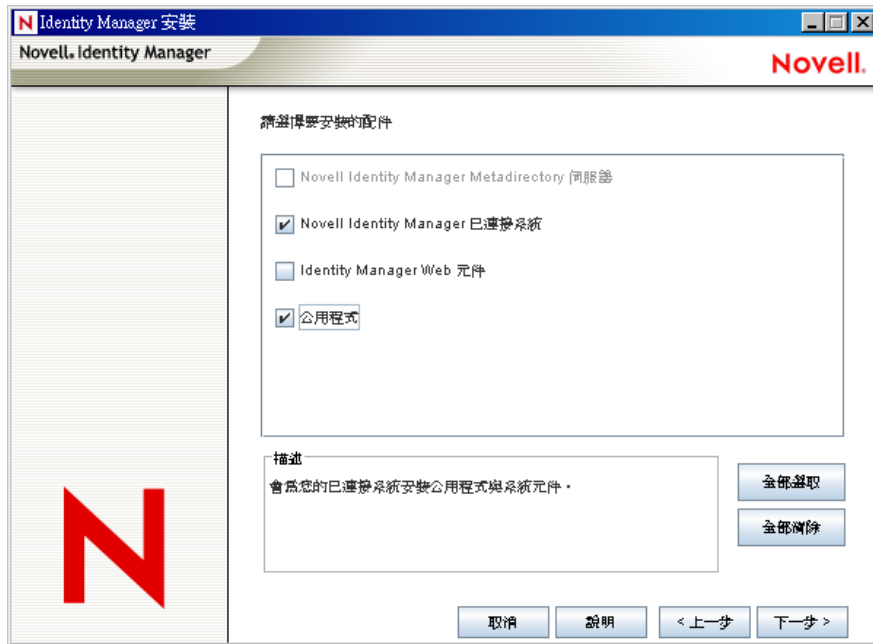 Identity Manager 安裝
Novell® Identity Manager
Novell®
請選擇要安裝的配件
Novell Identity Manager Metadirectory 伺服器
Novell Identity Manager 已連接系統
Identity Manager Web 元件
公用程式
描述
會為您的已連接系統安裝公用程式與系統元件。
全部選取
全部清除
取消
說明
< 上一步
下一步 >